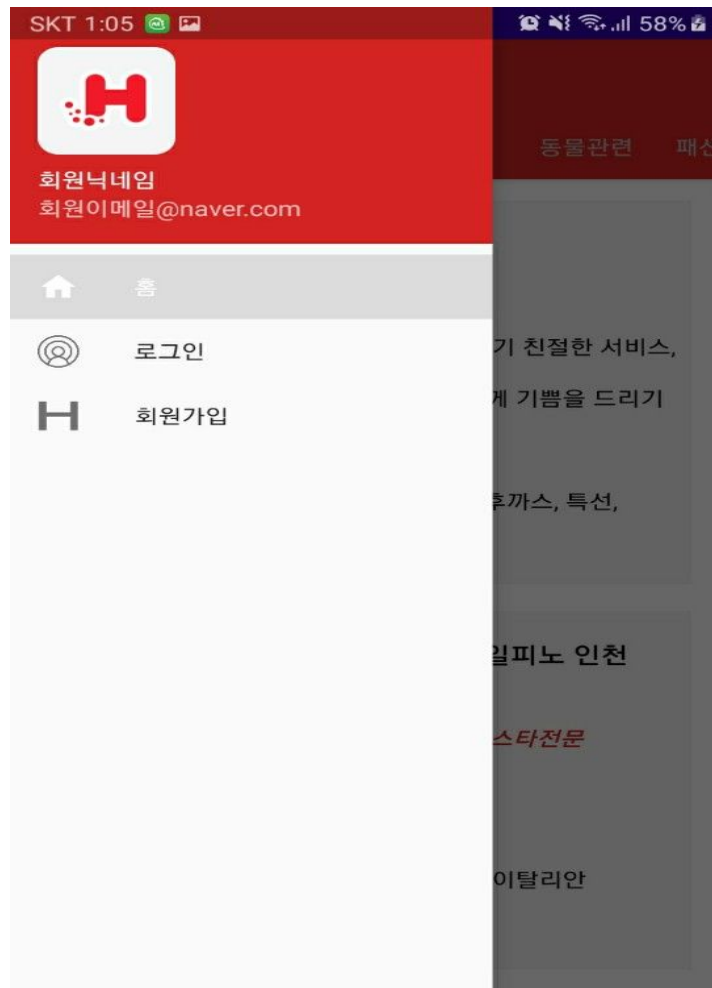 SKT 1:05
58%
동물관련
회원닉네임
회원이메일@naver.com
홈
로그인
기 친절한 서비스,
회원가입
게 기쁨을 드리기
후까스, 특선,
일피노 인천
스타전문
이탈리안